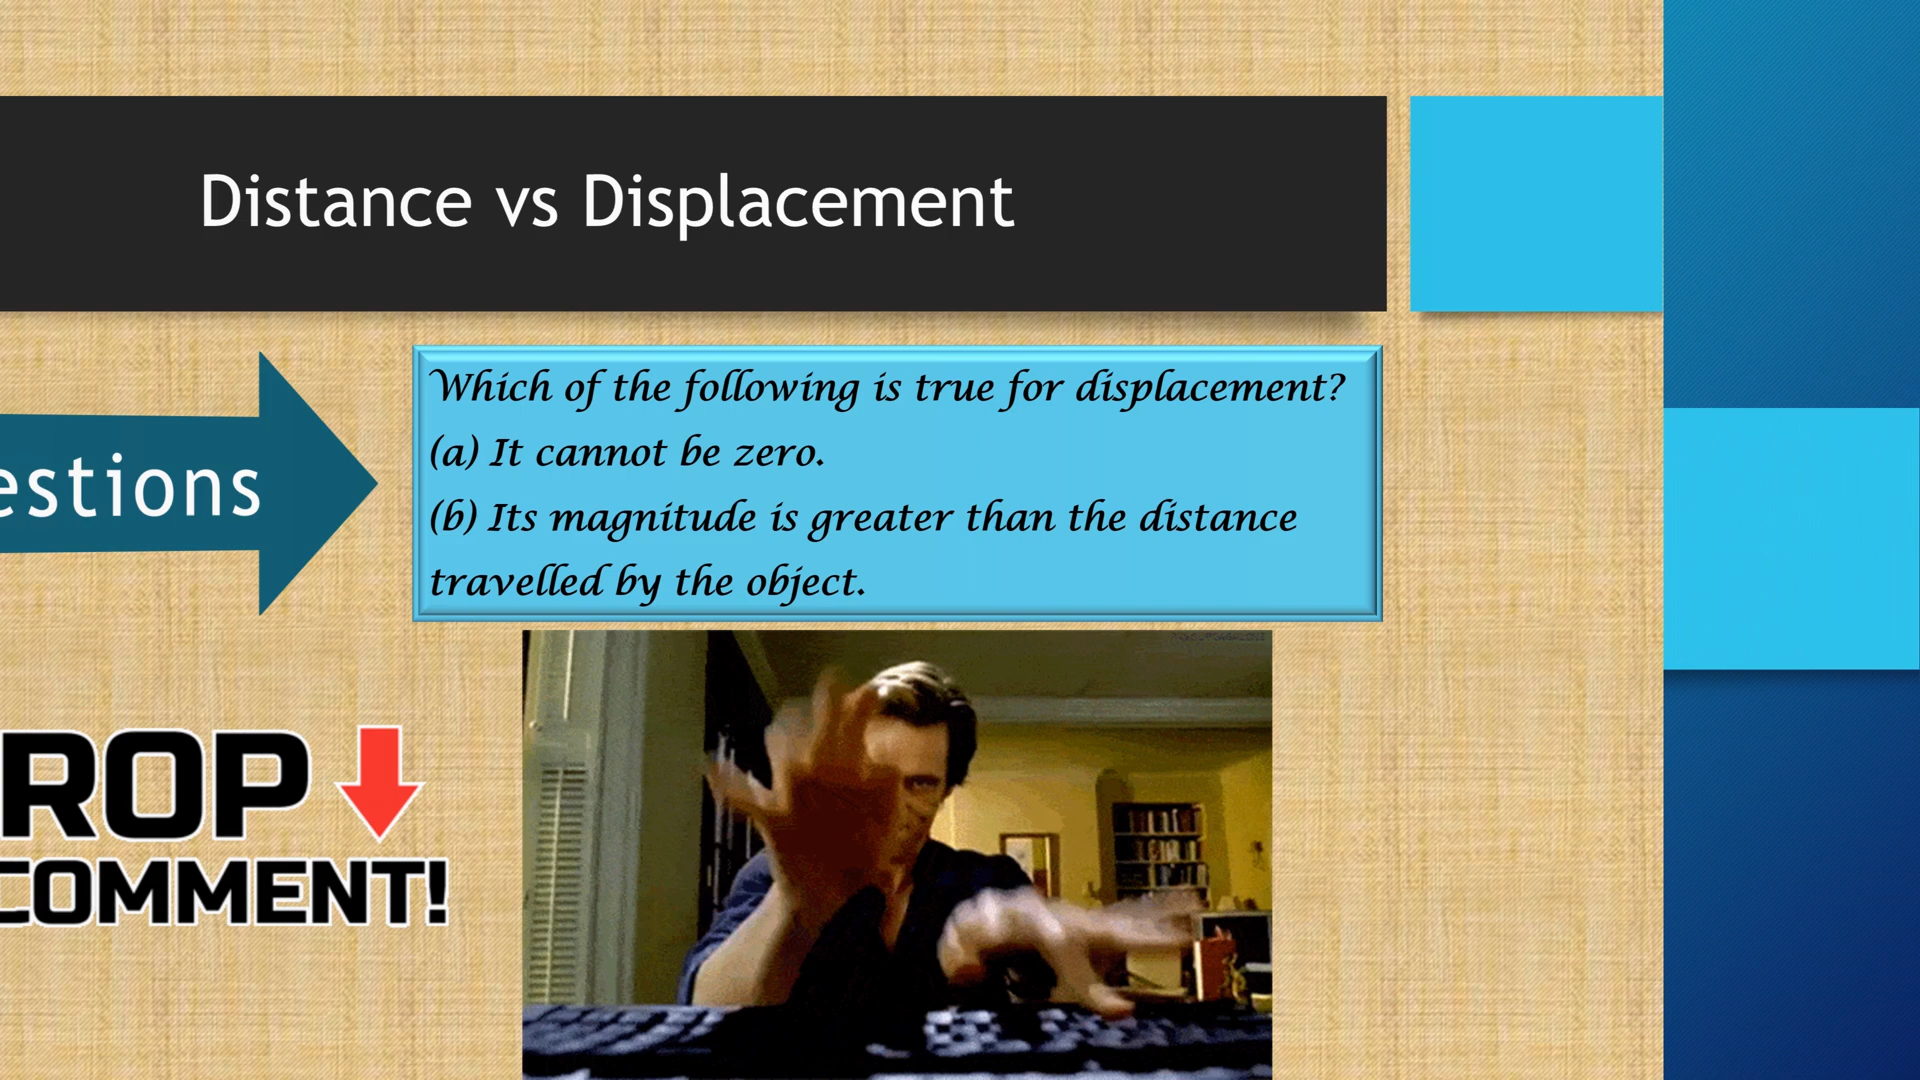 Distance vs Displacement
estions
Which of the following is true for displacement?
(a) It cannot be zero.
(b) Its magnitude is greater than the distance
travelled by the object.
ROP
COMMENT!